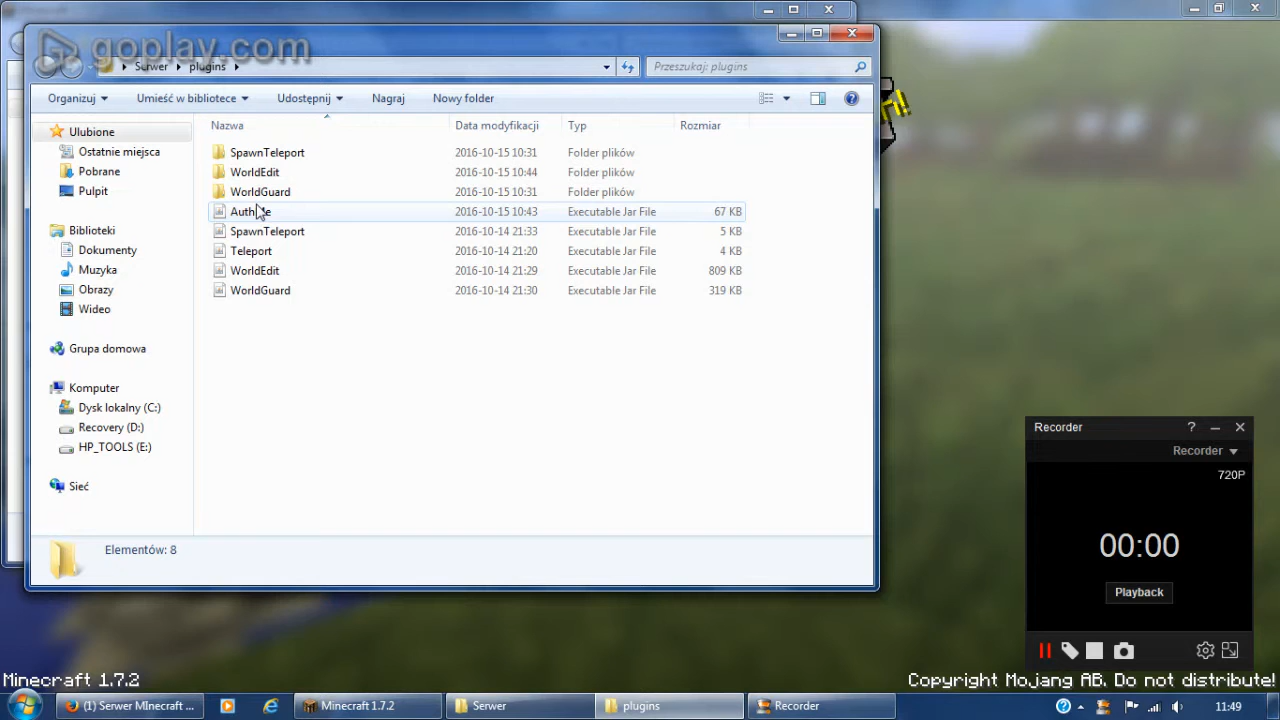 goplay.com
Serwer plugins
Przeszukaj: plugins
Organizuj Umieść w bibliotece Udostępnij Nagraj Nowy folder
Nazwa Data modyfikacji Typ Rozmiar
Ulubione
Ostatnie miejsca
Pobrane
Pulpit
Biblioteki
Dokumenty
Muzyka
Obrazy
Wideo
Grupa domowa
Komputer
Dysk lokalny (C:)
Recovery (D:)
HP_TOOLS (E:)
Sieć
SpawnTeleport 2016-10-15 10:31 Folder plików
WorldEdit 2016-10-15 10:44 Folder plików
WorldGuard 2016-10-15 10:31 Folder plików
2016-10-15 10:43 Executable Jar File 67 KB
SpawnTeleport 2016-10-14 21:33 Executable Jar File 5 KB
Teleport 2016-10-14 21:20 Executable Jar File 4 KB
WorldEdit 2016-10-14 21:29 Executable Jar File 809 KB
WorldGuard 2016-10-14 21:30 Executable Jar File 319 KB
Elementów: 8
Recorder ?
Recorder
720P
00:00
Playback
Minecraft 1.7.2
Copyright Mojang AB. Do not distribute!
(1) Serwer MInecraft ...
Minecraft 1.7.2
Serwer
plugins
Recorder
11:49